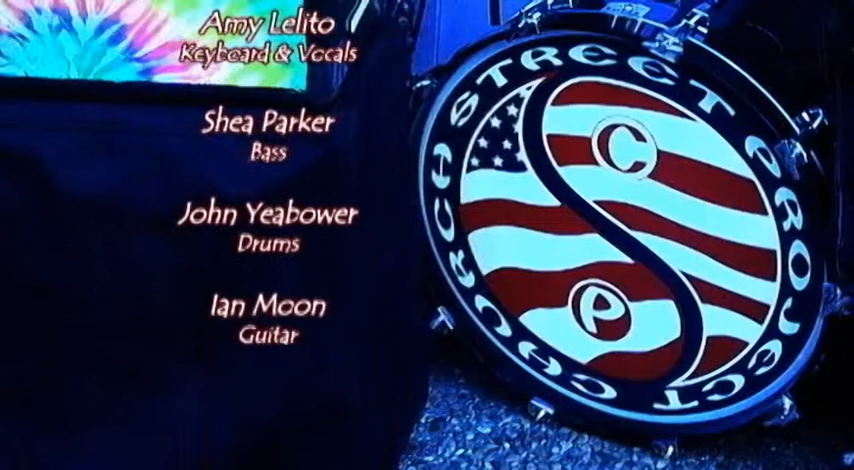 Amy Lelito
Keyboard & Vocals
Shea Parker
Bass
John Yeabower
Drums
Ian Moon
Guitar
CHURCH STREET PROJECT
C
S
P